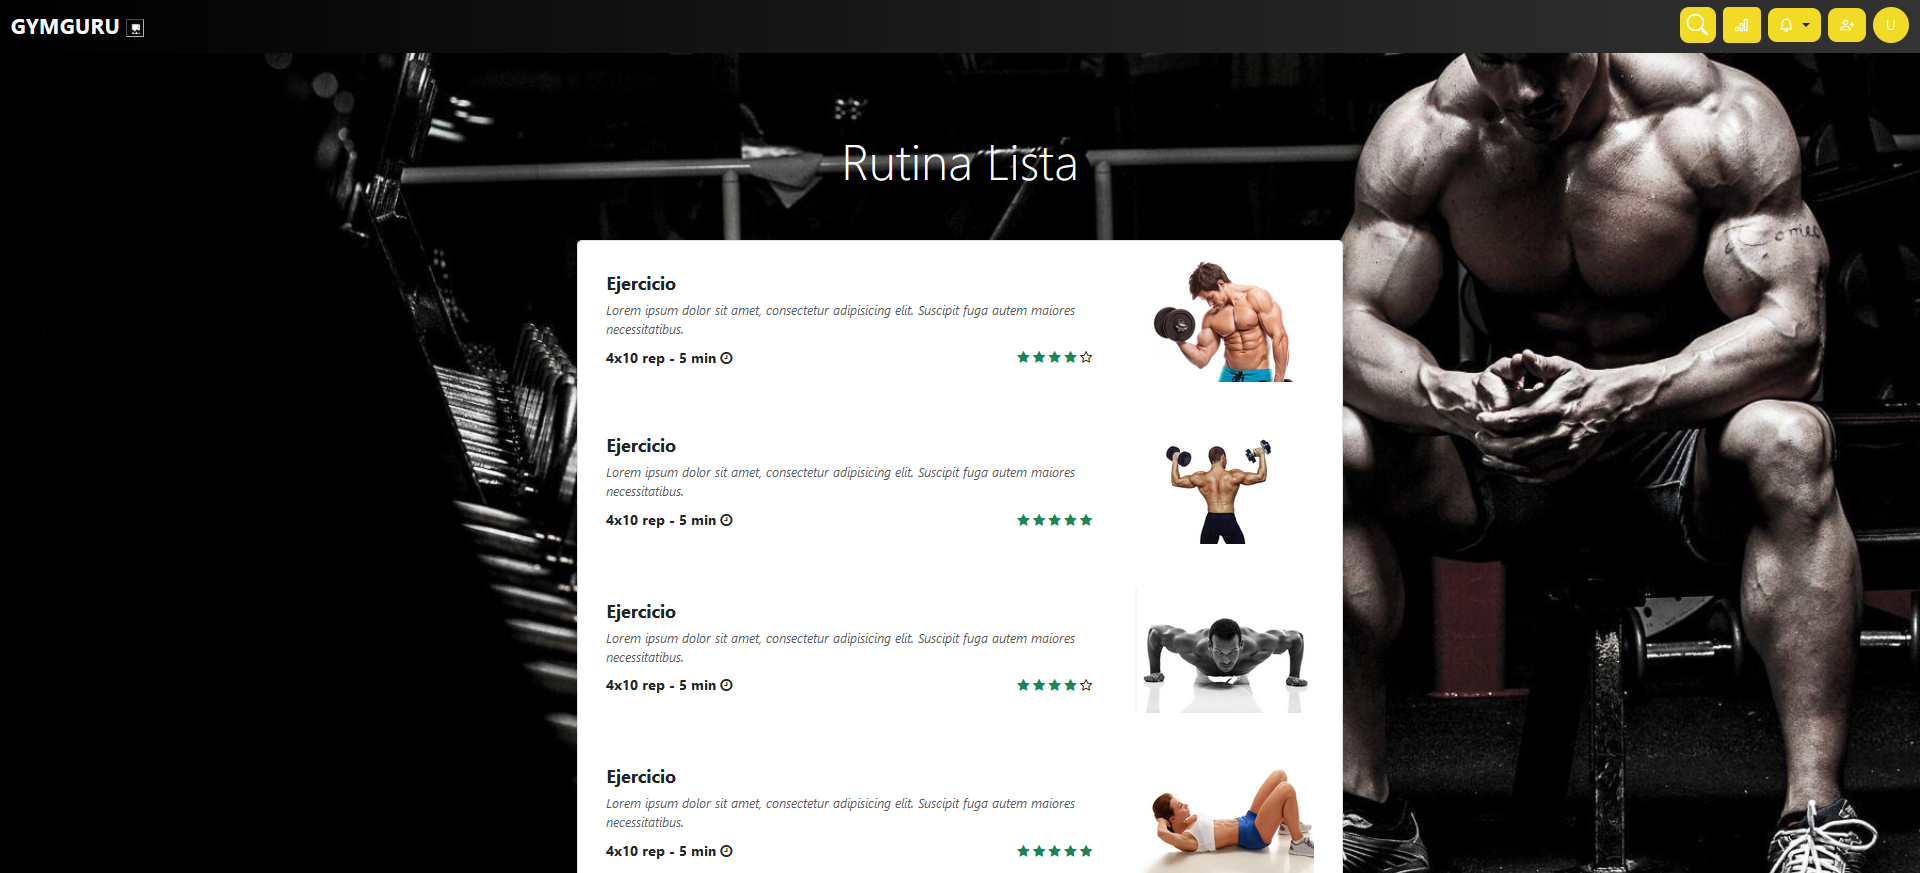 GYMGURU
U
Rutina Lista
Ejercicio
Lorem ipsum dolor sit amet, consectetur adipisicing elit. Suscipit fuga autem maiores
necessitatibus.
4x10 rep - 5 min
Ejercicio
Lorem ipsum dolor sit amet, consectetur adipisicing elit. Suscipit fuga autem maiores
necessitatibus.
4x10 rep - 5 min
Ejercicio
Lorem ipsum dolor sit amet, consectetur adipisicing elit. Suscipit fuga autem maiores
necessitatibus.
4x10 rep - 5 min
Ejercicio
Lorem ipsum dolor sit amet, consectetur adipisicing elit. Suscipit fuga autem maiores
necessitatibus.
4x10 rep - 5 min